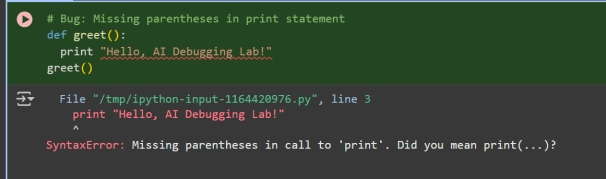 # Bug: Missing parentheses in print statement
def greet():
  print "Hello, AI Debugging Lab!"
greet()
File "/tmp/ipython-input-1164420976.py", line 3
    print "Hello, AI Debugging Lab!"
    ^
SyntaxError: Missing parentheses in call to 'print'. Did you mean print(...)?